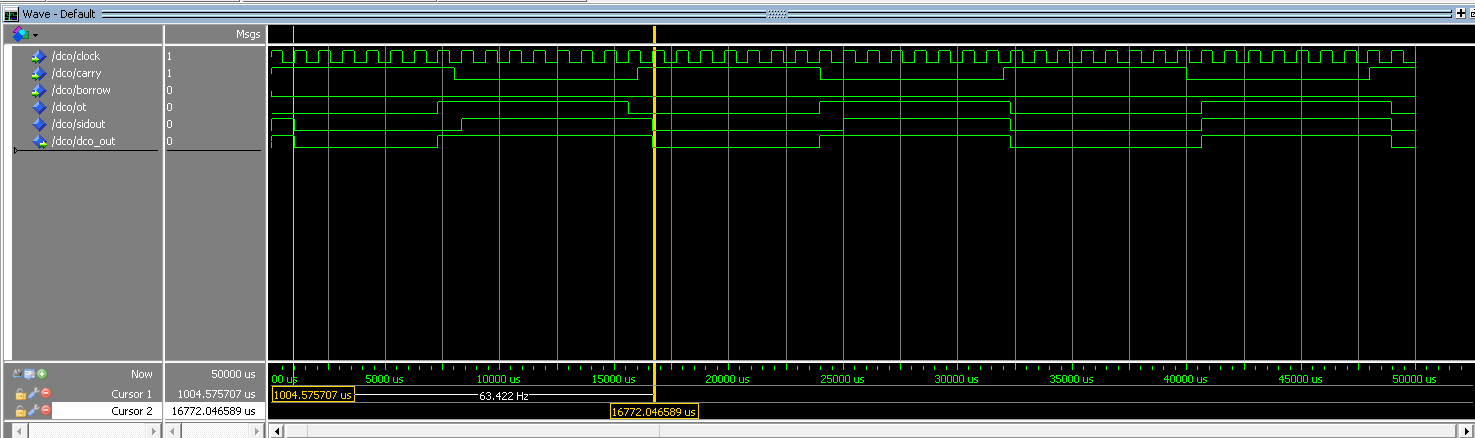 Wave - Default
Msgs
/dco/clock 1
/dco/carry 1
/dco/borrow 0
/dco/ot 0
/dco/sidout 0
/dco/dco_out 0
Now 50000 us 00 us 5000 us 10000 us 15000 us 20000 us 25000 us 30000 us 35000 us 40000 us 45000 us 50000 us
Cursor 1 1004.575707 us 1004.575707 us 63.422 Hz
Cursor 2 16772.046589 us 16772.046589 us